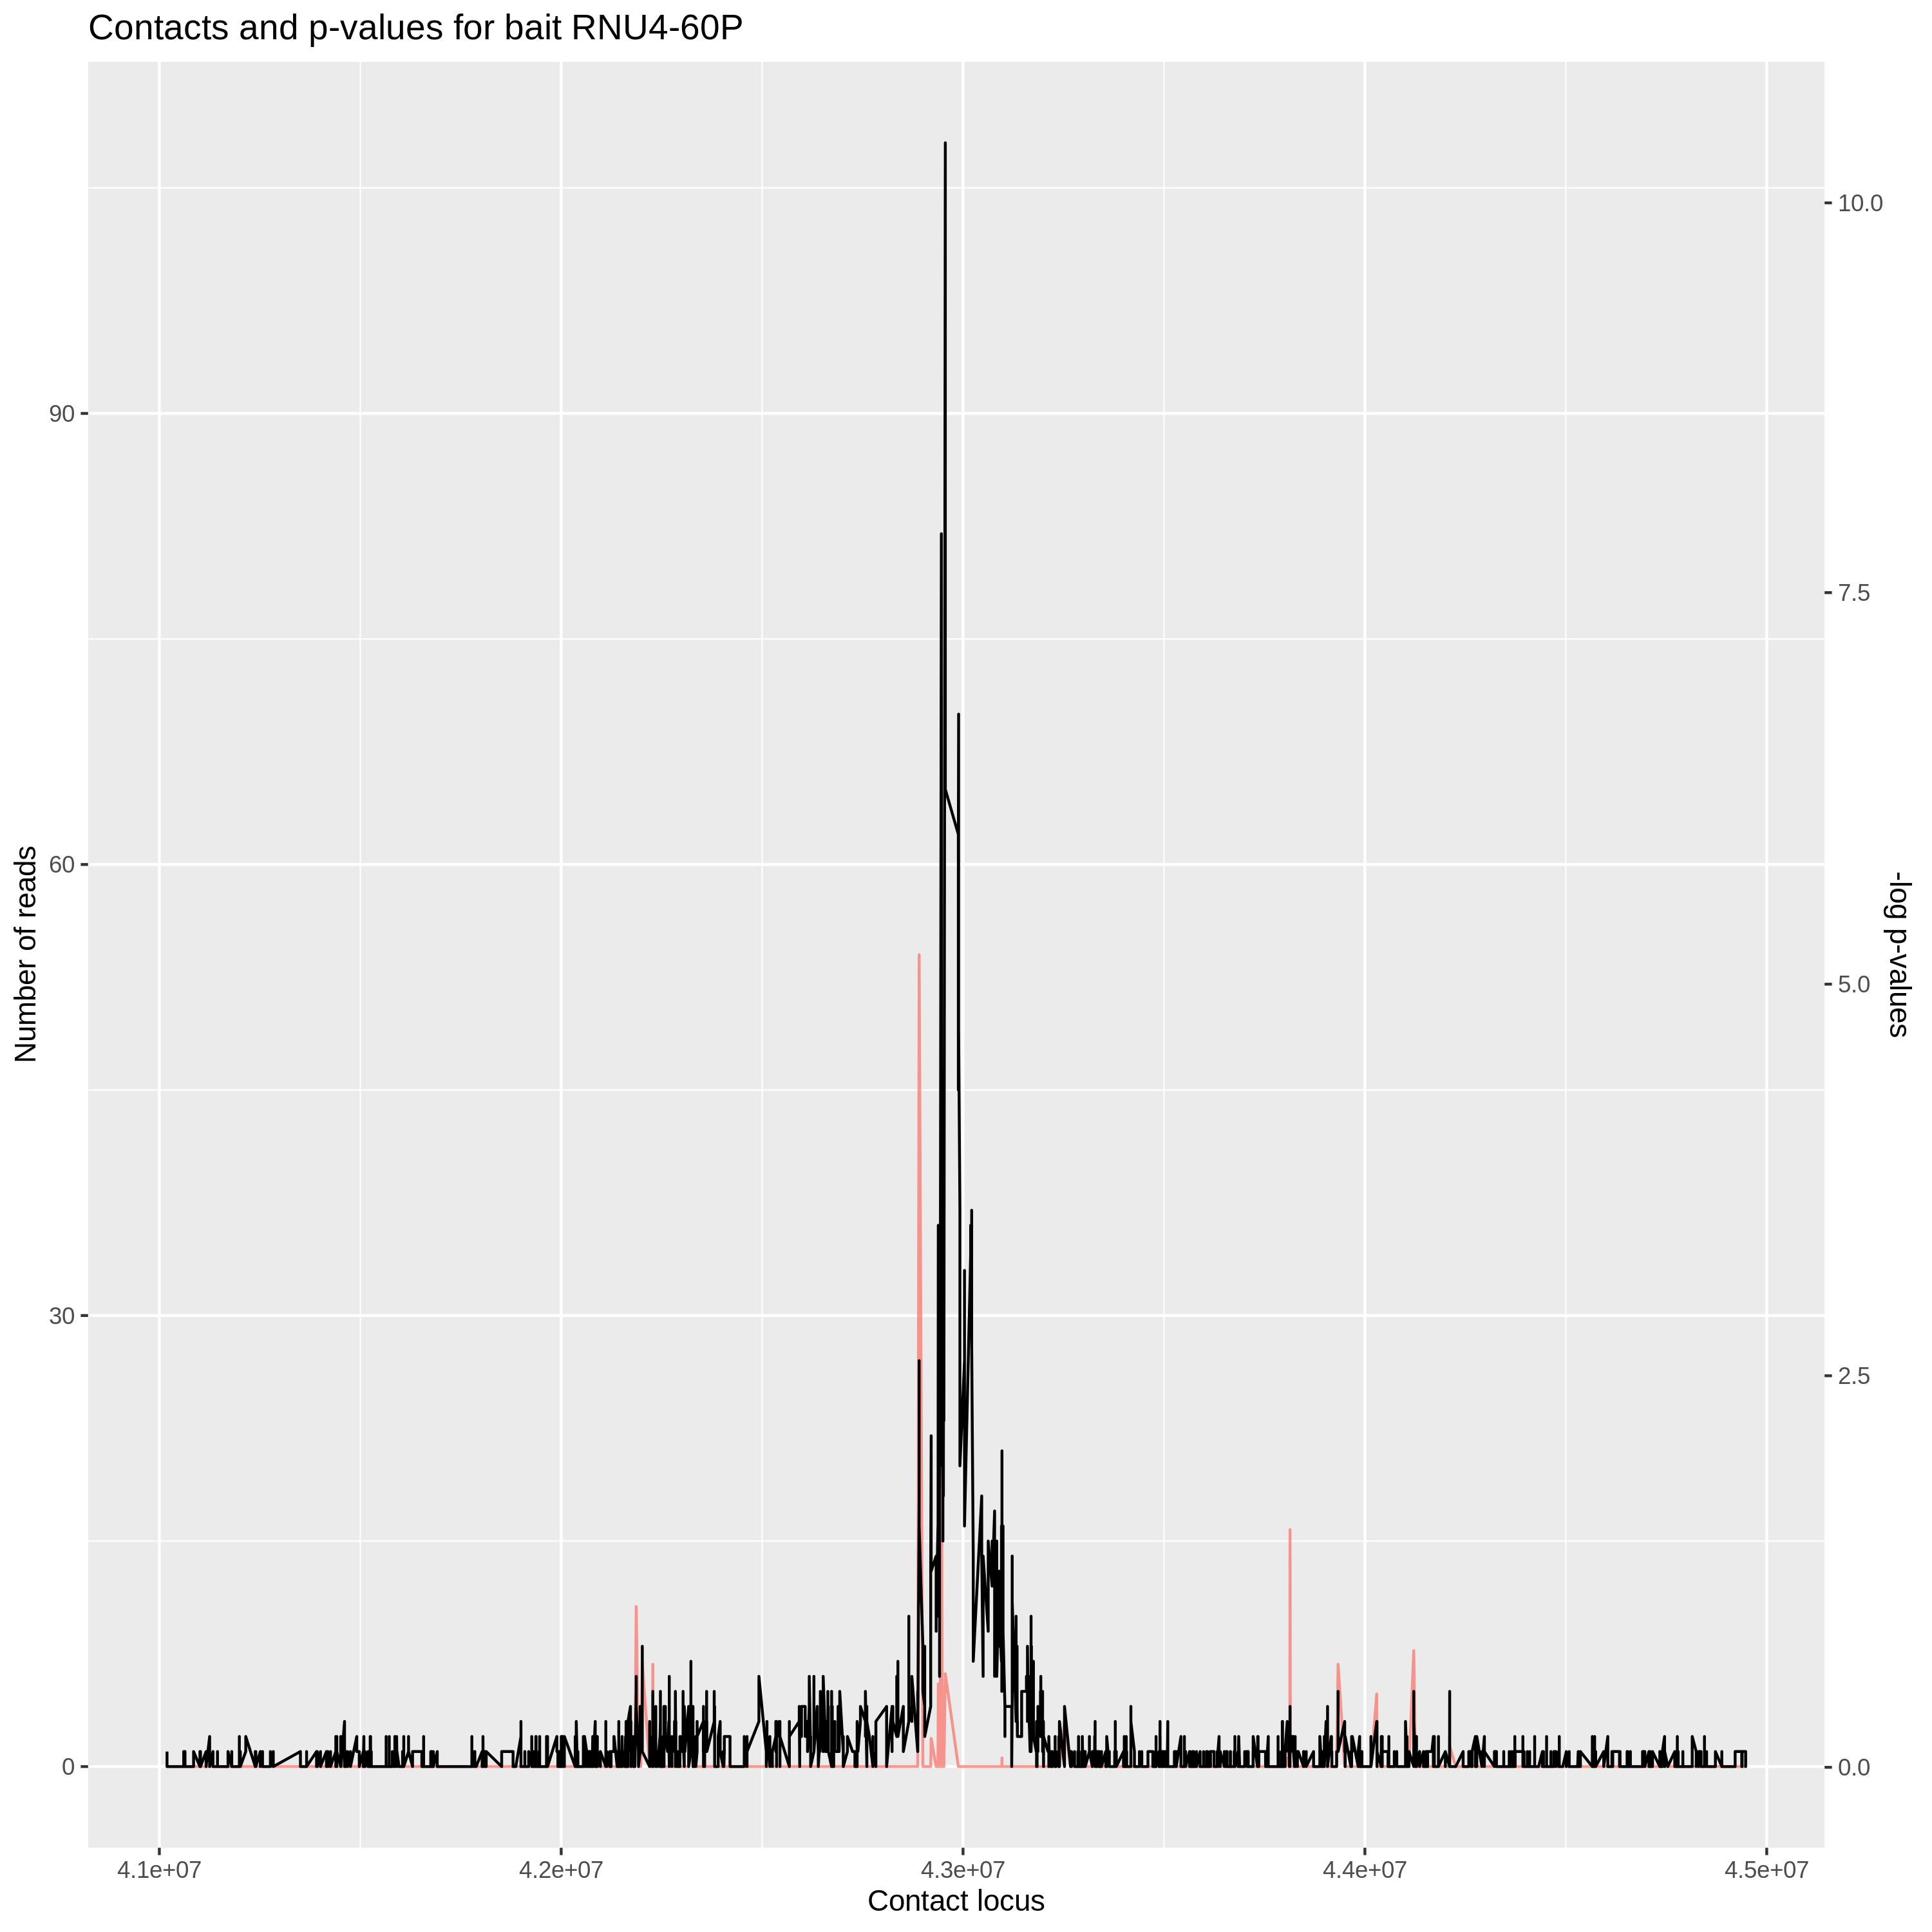 Contacts and p-values for bait RNU4-60P
Number of reads
90
60
30
0
10.0
7.5
5.0
2.5
0.0
-log p-values
4.1e+07
4.2e+07
4.3e+07
4.4e+07
4.5e+07
Contact locus